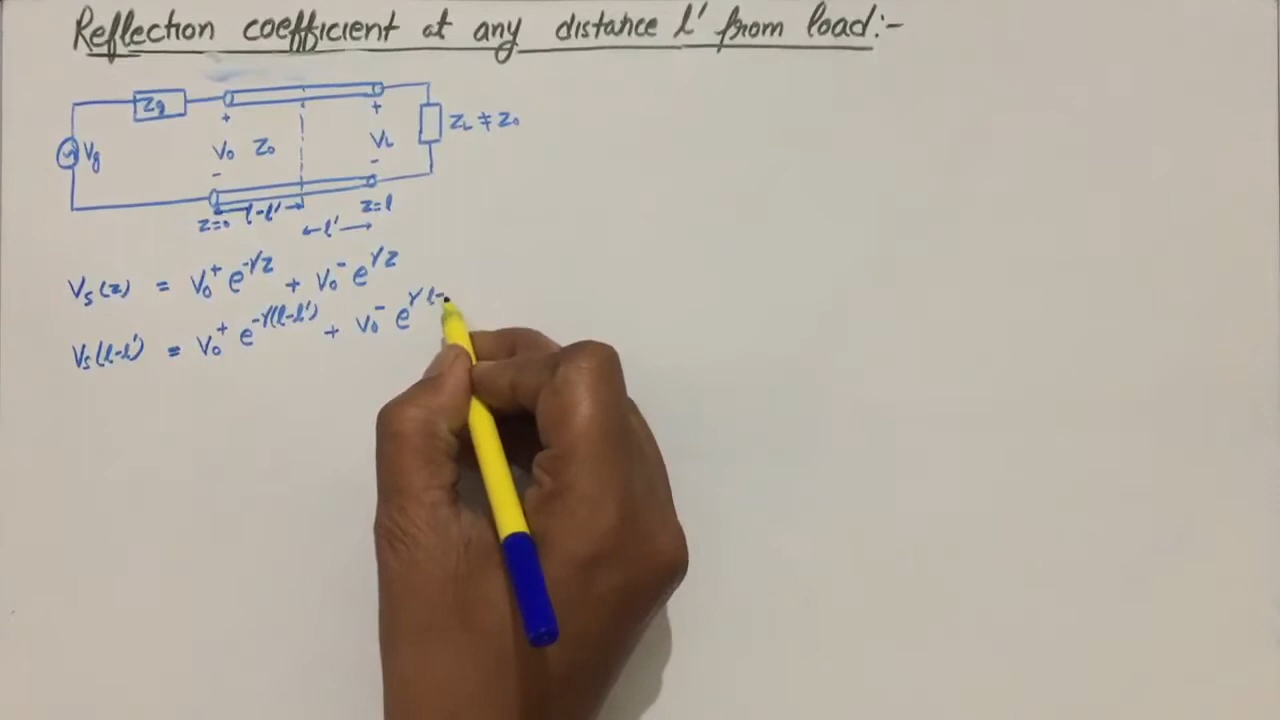 Reflection coefficient at any distance l' from load:-
Zg
+
+
ZL ≠ Z0
Vg
V0
Z0
VL
-
-
l-l'
Z=0
Z=l
l'
Vs(z) = V0+ e^-γz + V0- e^γz
Vs(l-l') = V0+ e^-γ(l-l') + V0- e^γ(l-